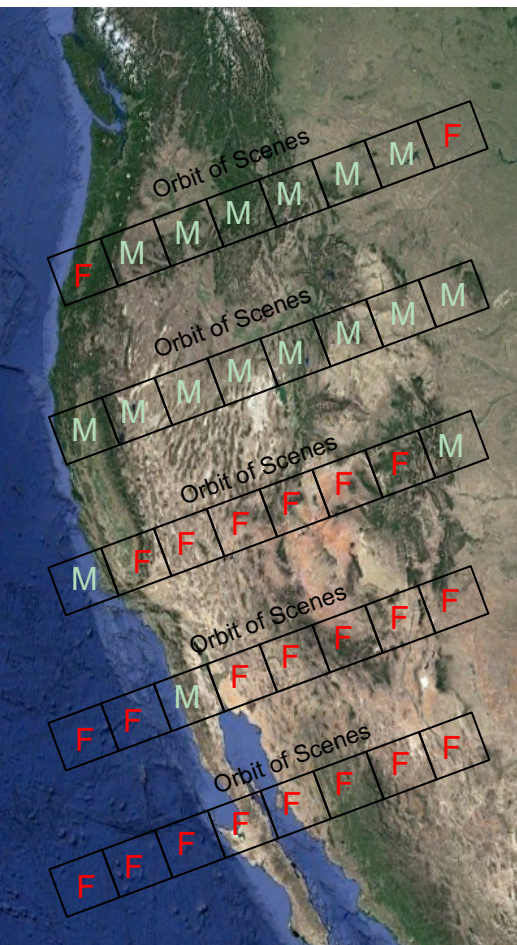 Orbit of Scenes
F M M M M M M F
Orbit of Scenes
M M M M M M M M
Orbit of Scenes
M F F F F F F M
Orbit of Scenes
F F M F F F F F
Orbit of Scenes
F F F F F F F F